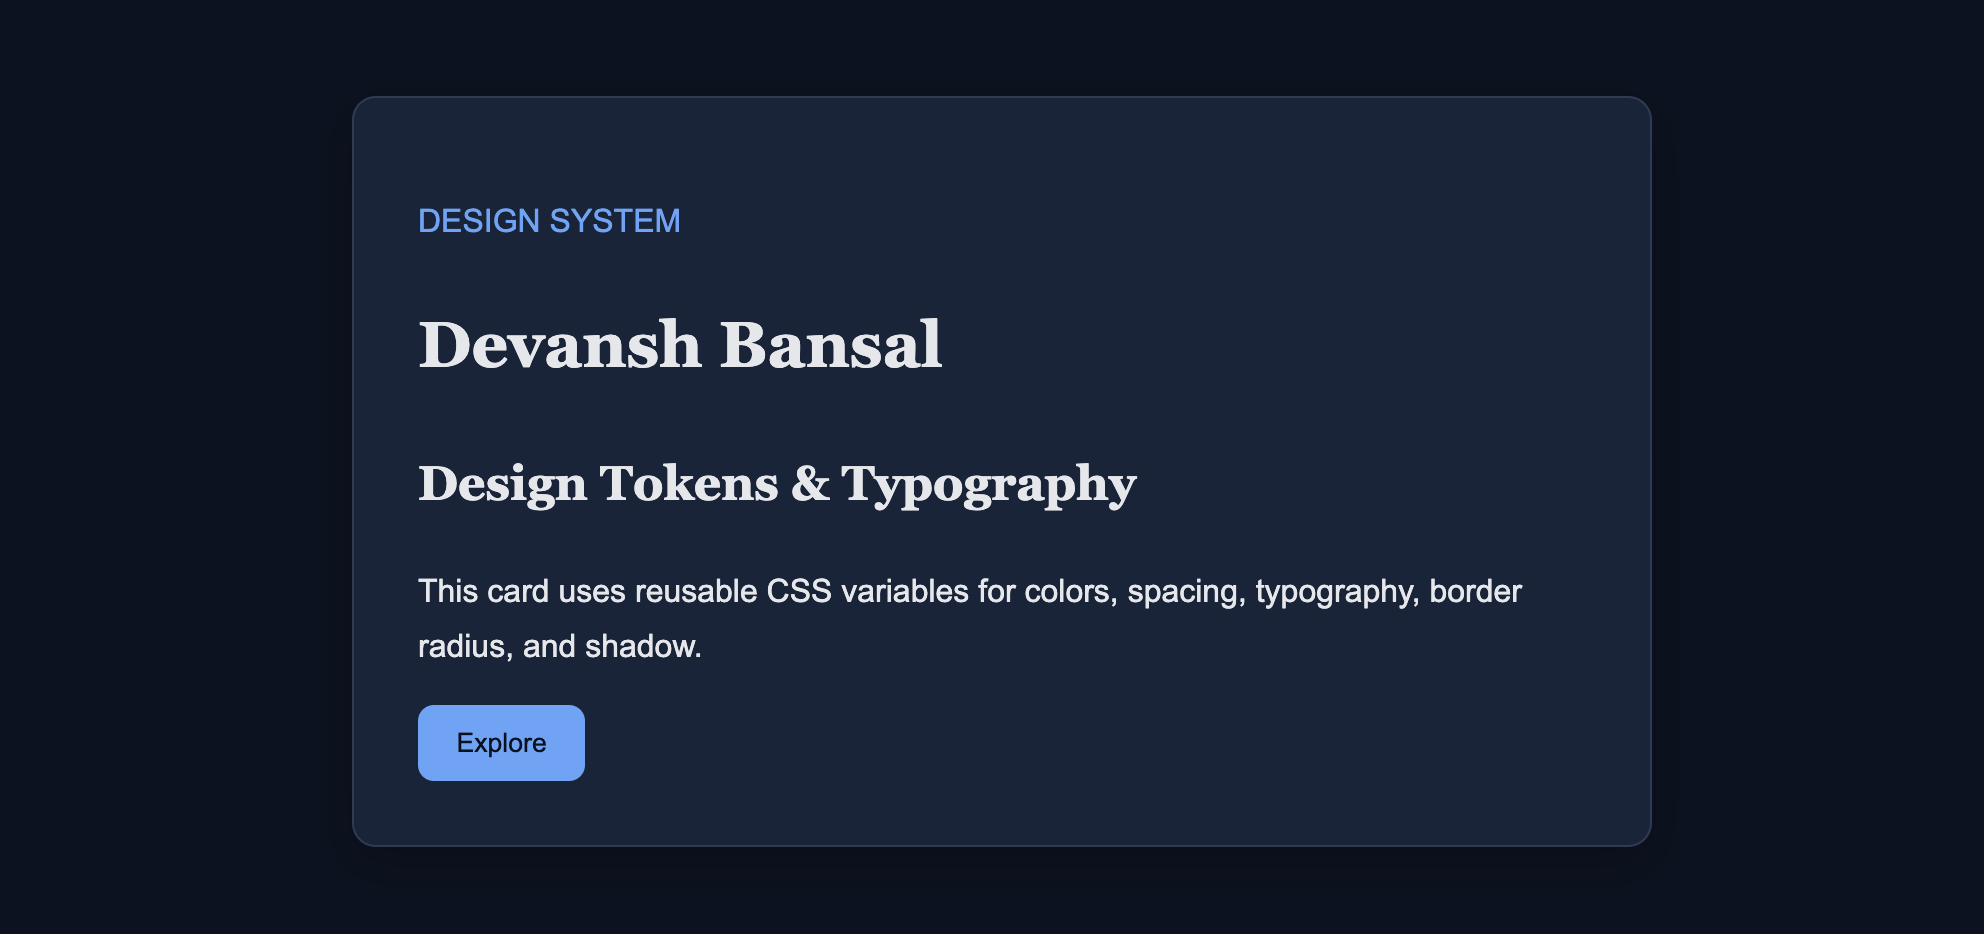 DESIGN SYSTEM
Devansh Bansal
Design Tokens & Typography
This card uses reusable CSS variables for colors, spacing, typography, border
radius, and shadow.
Explore